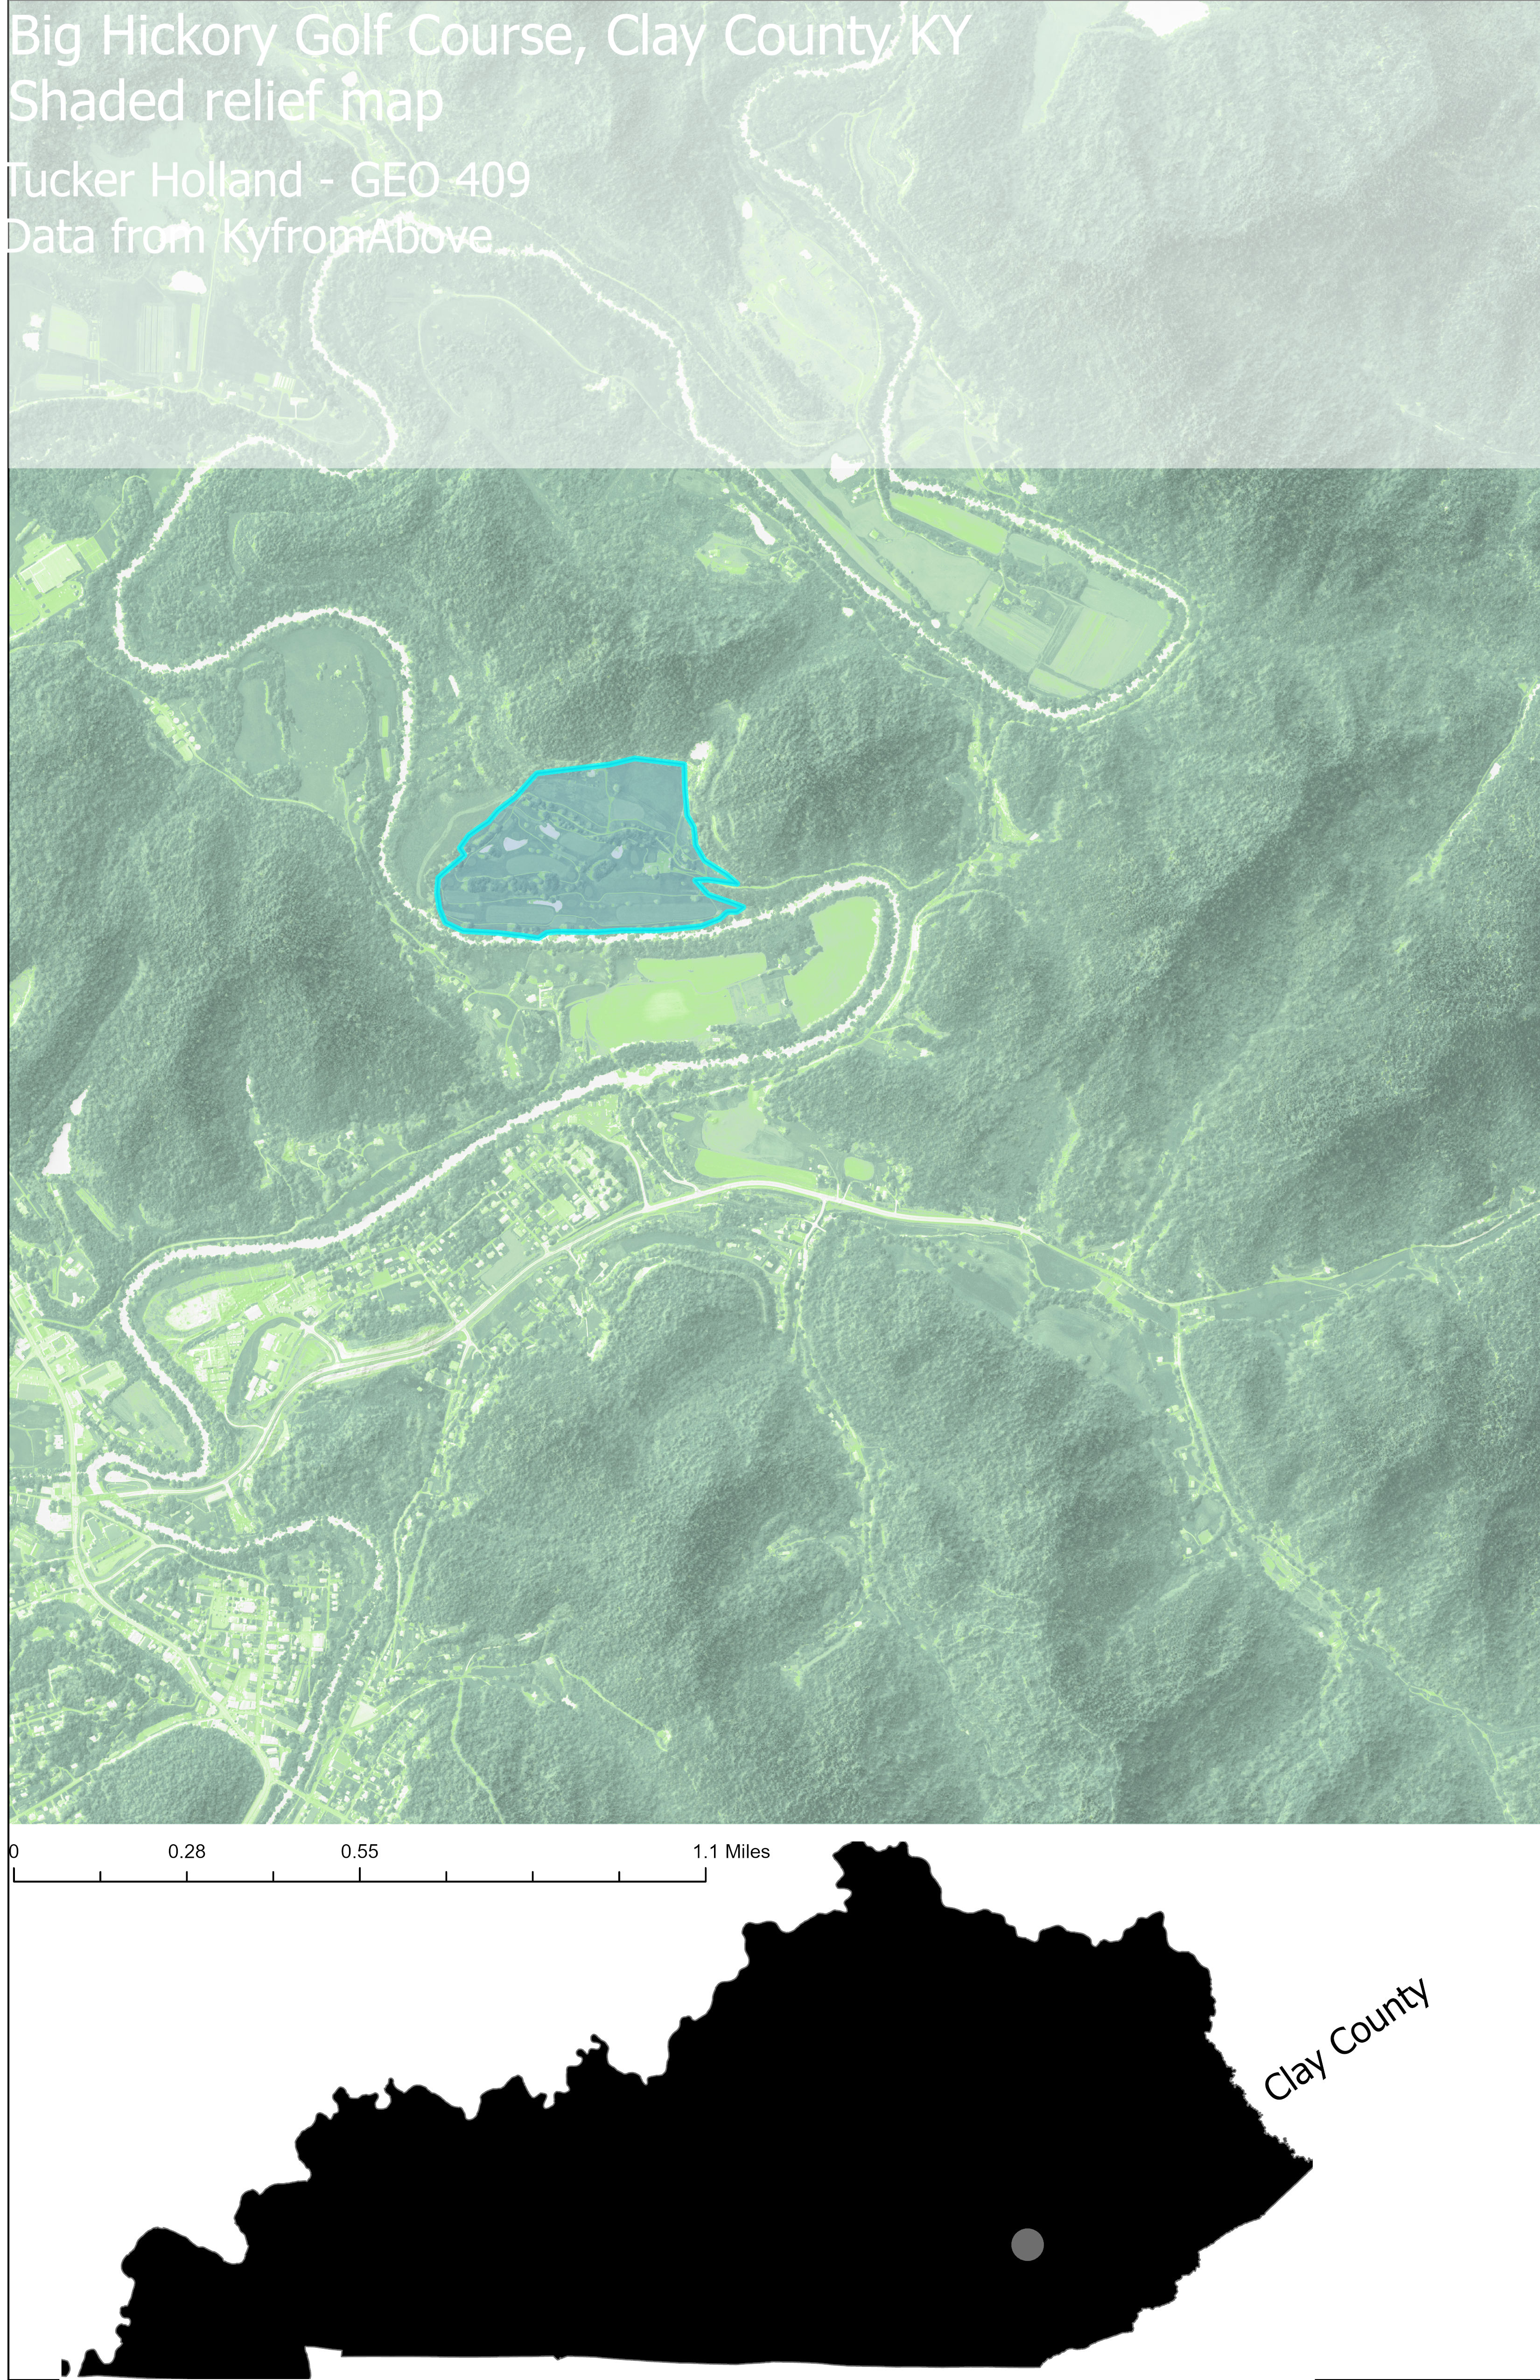 Big Hickory Golf Course, Clay County KY
Shaded relief map
Tucker Holland - GEO 409
Data from KyfromAbove
0 0.28 0.55 1.1 Miles
Clay County